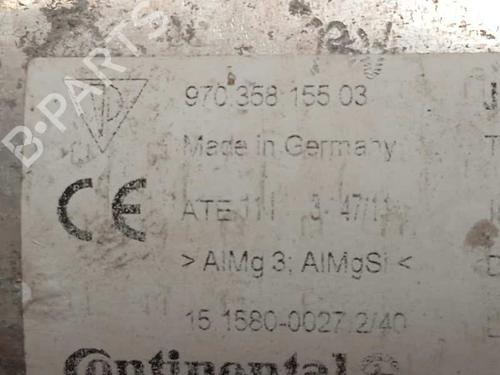 B-PARTS
970.358 155 03
Made in Germany
CE ATE
> AlMg 3; AlMgSi <
15.1580-0027.2/40
Continental